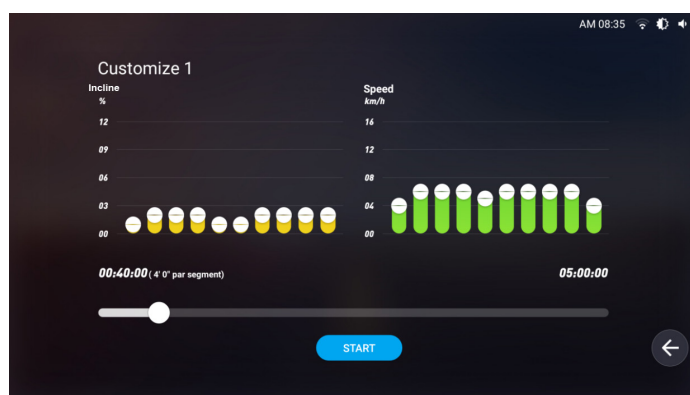 AM 08:35
Customize 1
Incline
%
12
09
06
03
00
Speed
km/h
16
12
08
04
00
00:40:00 ( 4' 0" par segment)
05:00:00
START